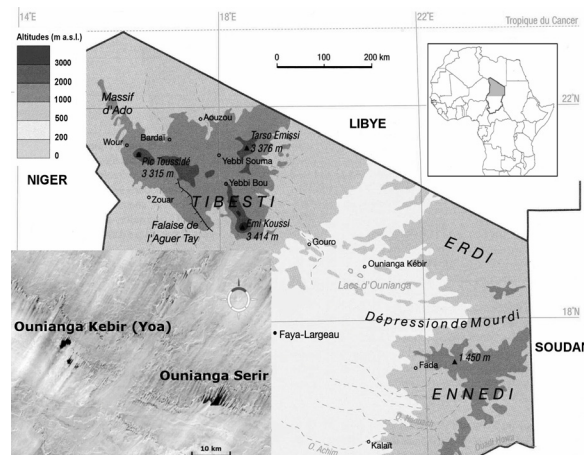 14°E
18°E
22°E
Tropique du Cancer
Altitudes (m a.s.l.)
3000
2000
1000
500
200
0
0 100 200 km
22°N
Massif
d'Ado
Aouzou
Bardaï
Wour
Tarso Emissi
3 376 m
LIBYE
Pic Toussidé
3 315 m
Yebbi Souma
NIGER
Yebbi Bou
Zouar
TIBESTI
Falaise de
l'Aguer Tay
Emi Koussi
3 414 m
Gouro
ERDI
Ounianga Kébir
Lacs d'Ounianga
Ounianga Kebir (Yoa)
Dépression de Mourdi
18°N
Faya-Largeau
SOUDAN
Ounianga Serir
Fada
1 450 m
ENNEDI
Kalaït
O. Achim
10 km